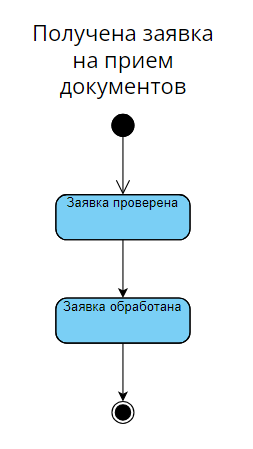 Получена заявка
на прием
документов
Заявка проверена
Заявка обработана